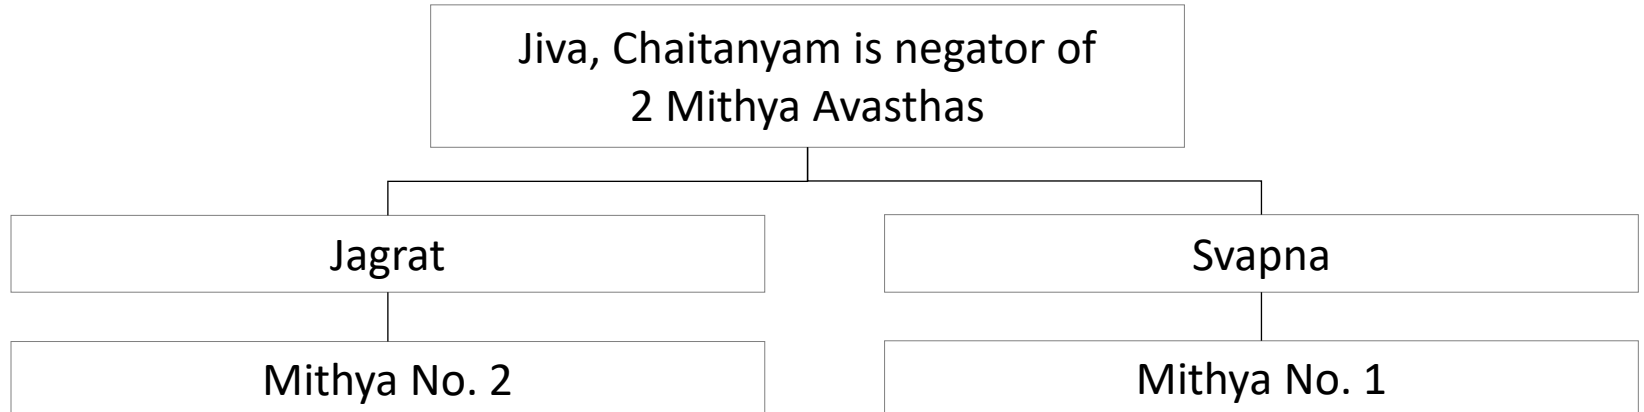 Jiva, Chaitanyam is negator of
2 Mithya Avasthas
Jagrat
Svapna
Mithya No. 2
Mithya No. 1